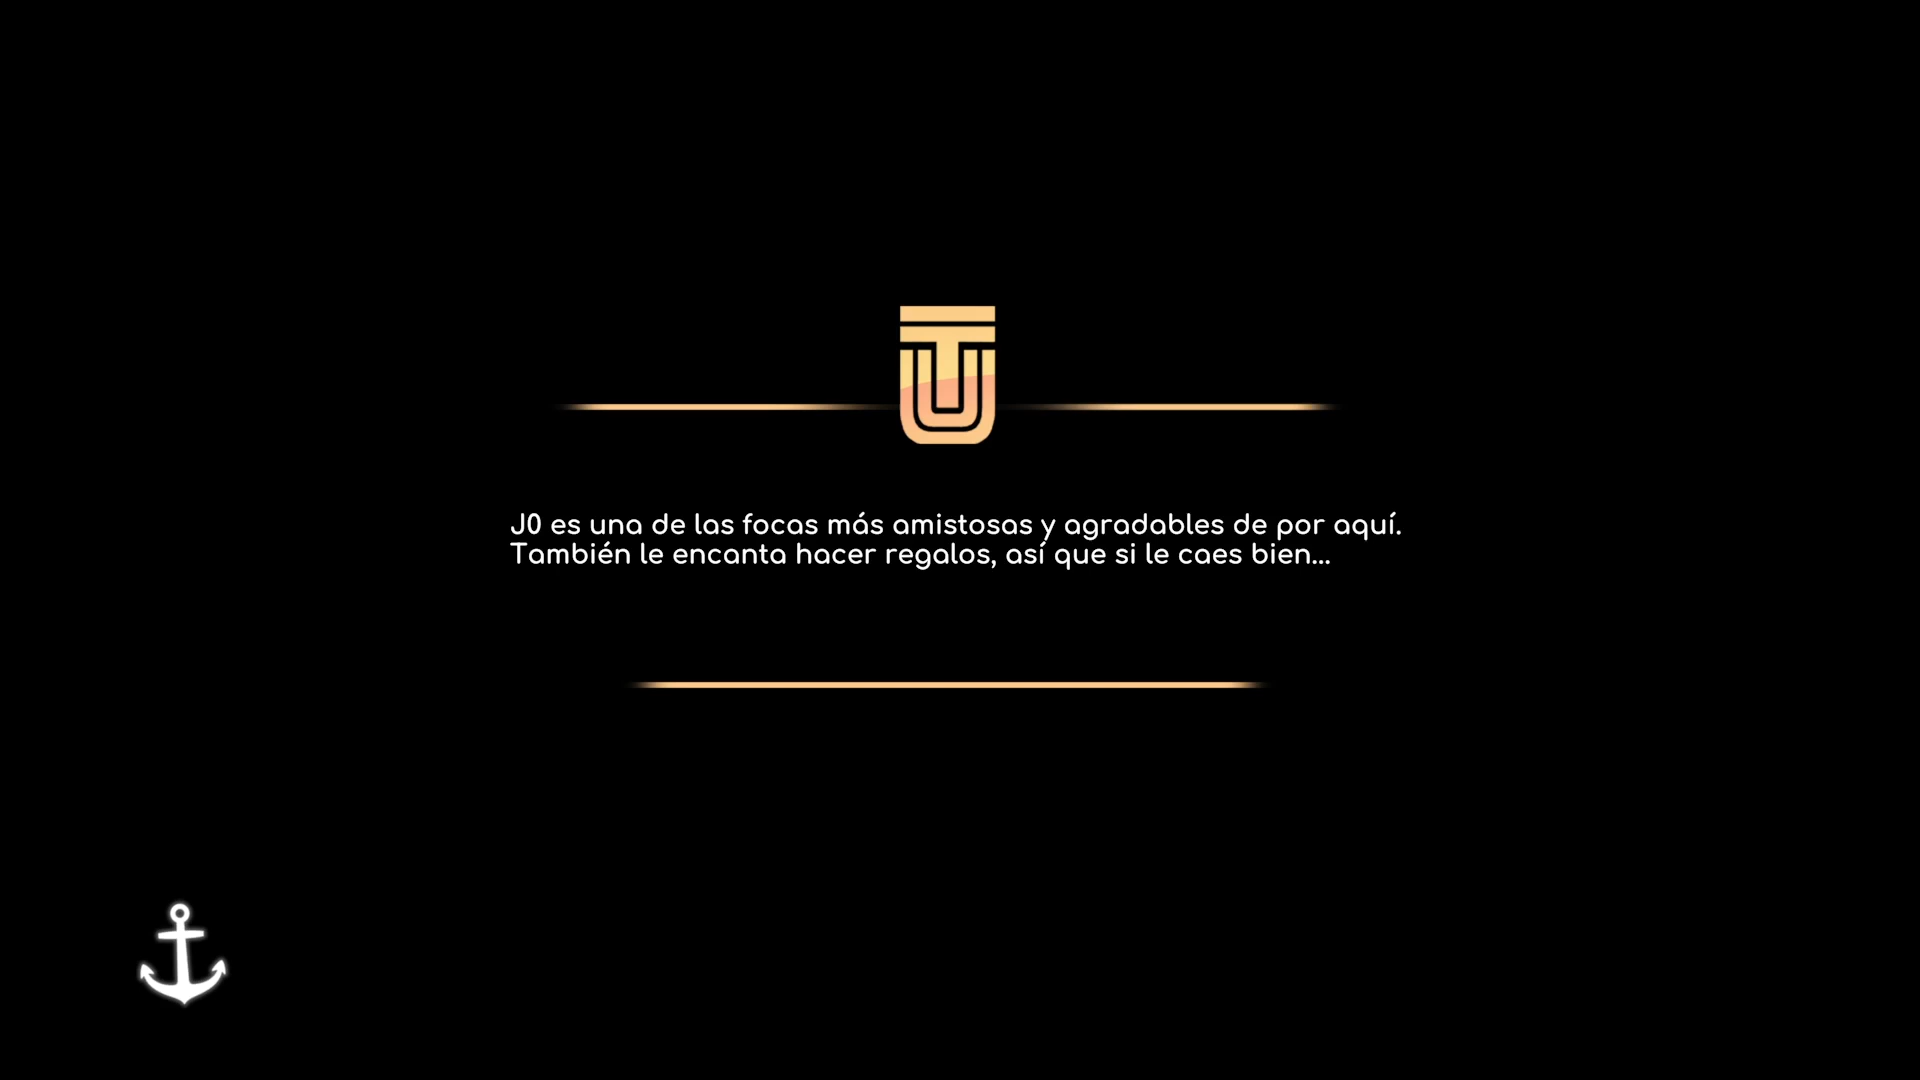 J0 es una de las focas más amistosas y agradables de por aquí.
También le encanta hacer regalos, así que si le caes bien...